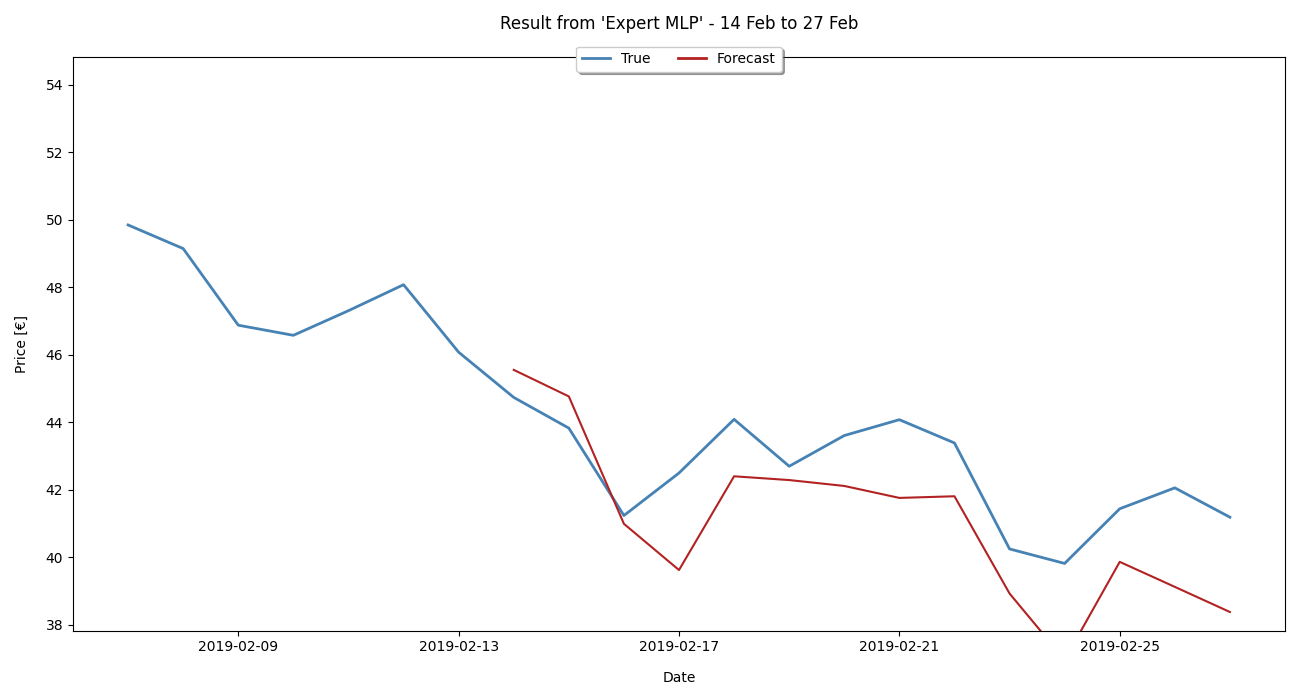 Result from 'Expert MLP' - 14 Feb to 27 Feb
True Forecast
54
52
50
48
46
44
42
40
38
Price [€]
2019-02-09 2019-02-13 2019-02-17 2019-02-21 2019-02-25
Date